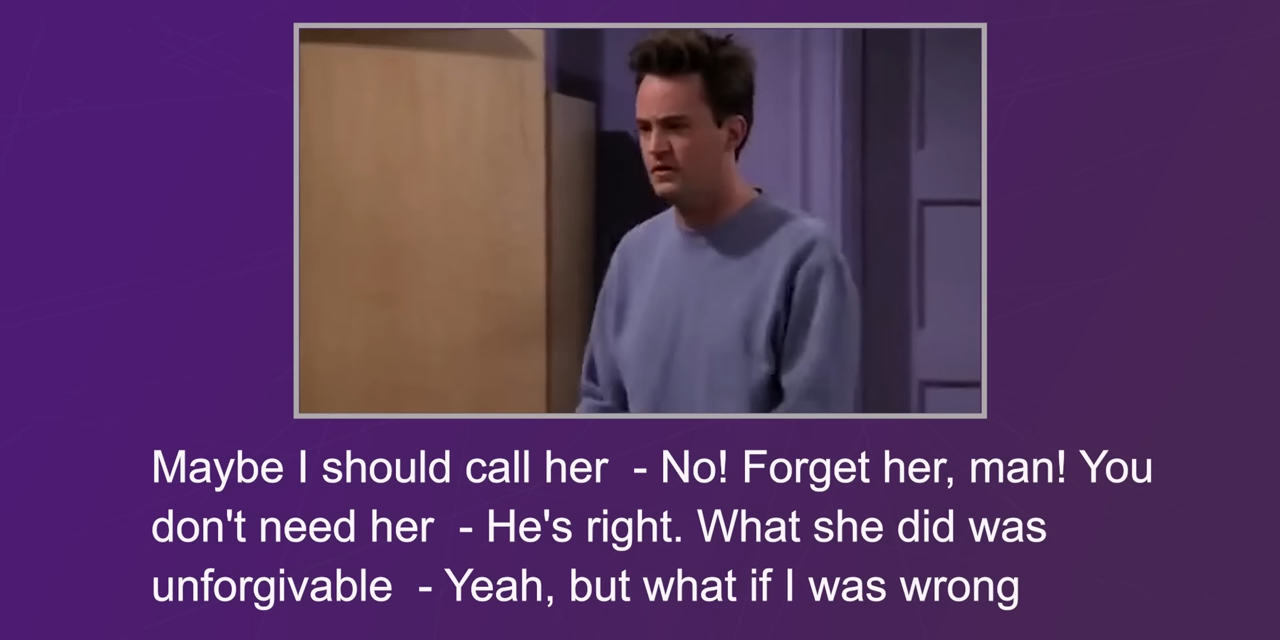 Maybe I should call her  - No! Forget her, man! You
don't need her  - He's right. What she did was
unforgivable  - Yeah, but what if I was wrong